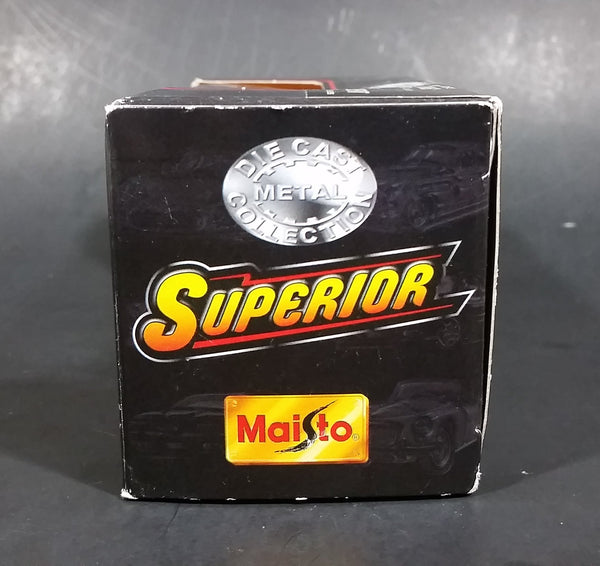 DIE CAST
METAL
COLLECTION
SUPERIOR
Maisto®